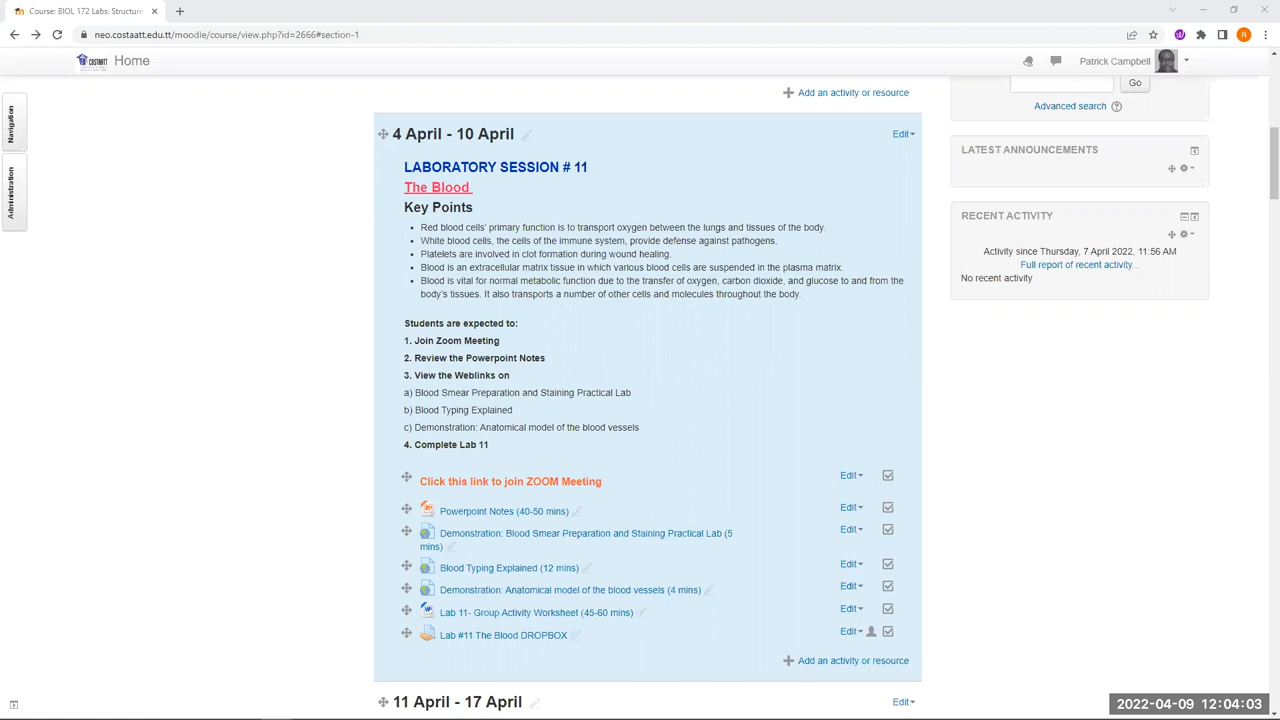 Course: BIOL 172 Labs: Structure
neo.costaatt.edu.tt/moodle/course/view.php?id=2666#section-1
R
COSTAATT
Home
Patrick Campbell
Navigation
Administration
Add an activity or resource
Go
Advanced search
4 April - 10 April
Edit
LABORATORY SESSION # 11
The Blood
Key Points
• Red blood cells' primary function is to transport oxygen between the lungs and tissues of the body.
• White blood cells, the cells of the immune system, provide defense against pathogens.
• Platelets are involved in clot formation during wound healing.
• Blood is an extracellular matrix tissue in which various blood cells are suspended in the plasma matrix.
• Blood is vital for normal metabolic function due to the transfer of oxygen, carbon dioxide, and glucose to and from the
body's tissues. It also transports a number of other cells and molecules throughout the body.
Students are expected to:
1. Join Zoom Meeting
2. Review the Powerpoint Notes
3. View the Weblinks on
a) Blood Smear Preparation and Staining Practical Lab
b) Blood Typing Explained
c) Demonstration: Anatomical model of the blood vessels
4. Complete Lab 11
Click this link to join ZOOM Meeting
Edit
Powerpoint Notes (40-50 mins)
Edit
Demonstration: Blood Smear Preparation and Staining Practical Lab (5
mins)
Edit
Blood Typing Explained (12 mins)
Edit
Demonstration: Anatomical model of the blood vessels (4 mins)
Edit
Lab 11- Group Activity Worksheet (45-60 mins)
Edit
Lab #11 The Blood DROPBOX
Edit
Add an activity or resource
11 April - 17 April
Edit
LATEST ANNOUNCEMENTS
RECENT ACTIVITY
Activity since Thursday, 7 April 2022, 11:56 AM
Full report of recent activity...
No recent activity
2022-04-09 12:04:03